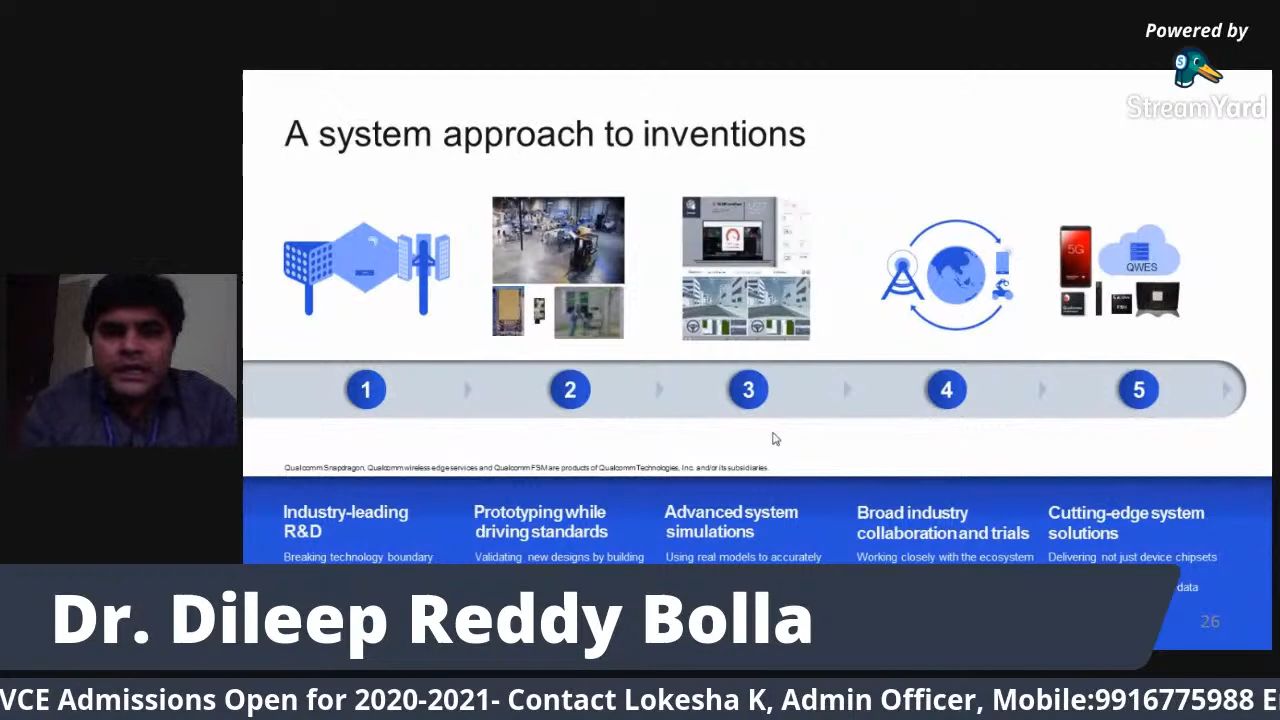 Powered by
StreamYard
A system approach to inventions
5G
QWES
1
2
3
4
5
Qualcomm Snapdragon, Qualcomm wireless edge services and Qualcomm FSM are products of Qualcomm Technologies, Inc. and/or its subsidiaries.
Industry-leading
R&D
Breaking technology boundary
Prototyping while
driving standards
Validating new designs by building
Advanced system
simulations
Using real models to accurately
Broad industry
collaboration and trials
Working closely with the ecosystem
Cutting-edge system
solutions
Delivering not just device chipsets
data
26
Dr. Dileep Reddy Bolla
VCE Admissions Open for 2020-2021- Contact Lokesha K, Admin Officer, Mobile:9916775988 E